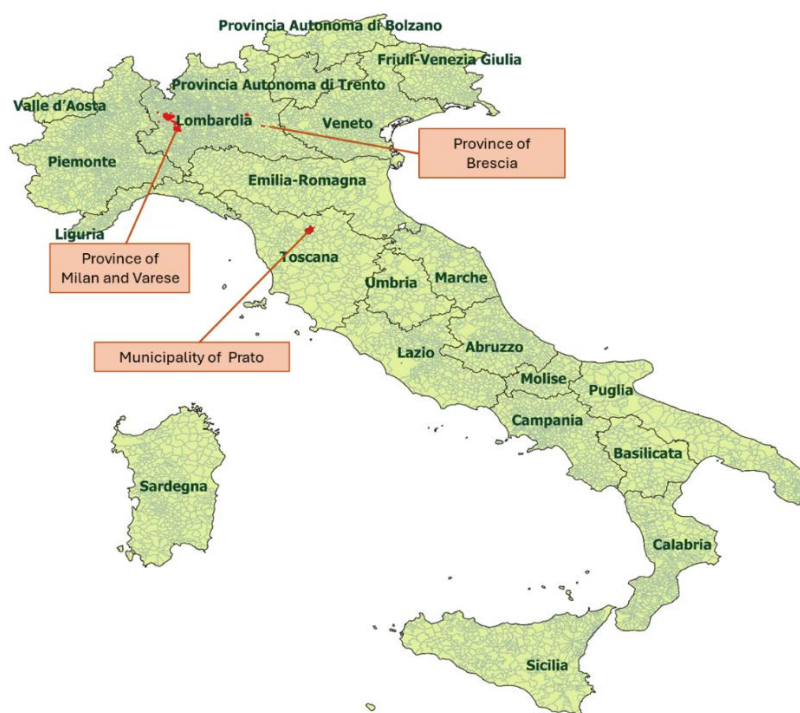 Provincia Autonoma di Bolzano
Friuli-Venezia Giulia
Provincia Autonoma di Trento
Valle d'Aosta
Lombardia
Veneto
Province of
Brescia
Piemonte
Emilia-Romagna
Liguria
Province of
Milan and Varese
Toscana
Marche
Umbria
Municipality of Prato
Lazio
Abruzzo
Molise
Puglia
Campania
Basilicata
Sardegna
Calabria
Sicilia